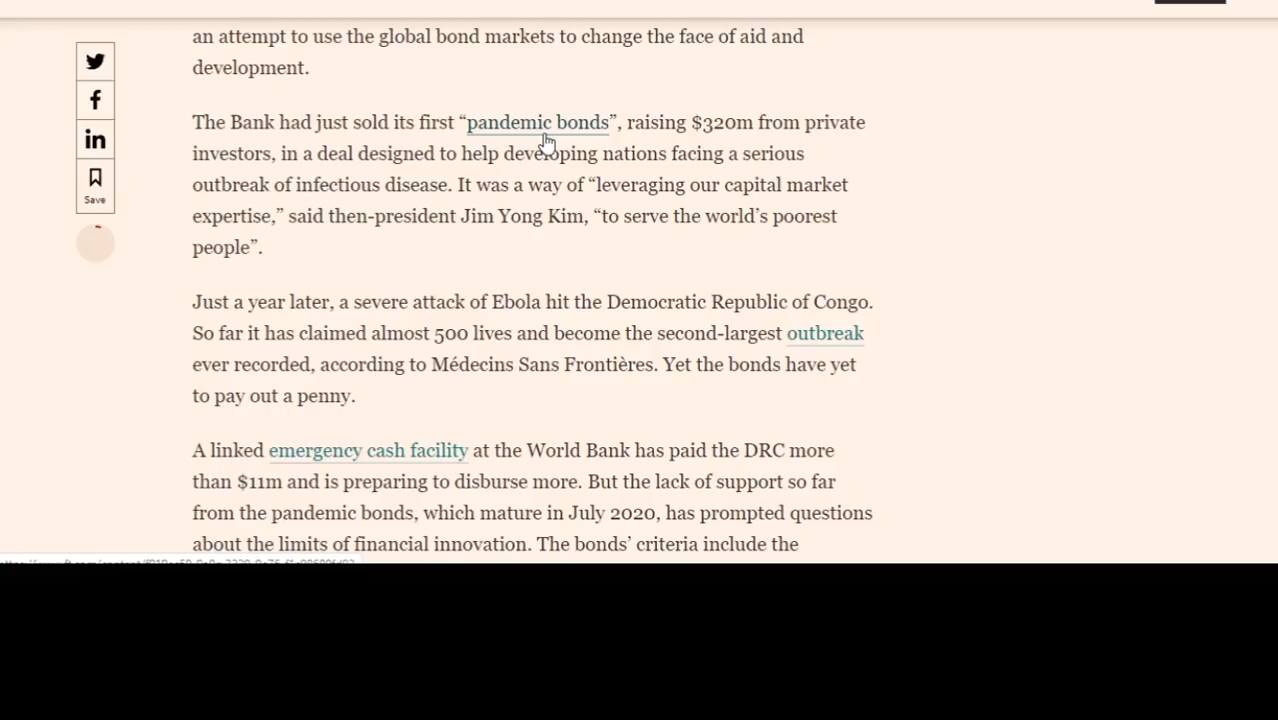 an attempt to use the global bond markets to change the face of aid and
development.
The Bank had just sold its first “pandemic bonds”, raising $320m from private
investors, in a deal designed to help developing nations facing a serious
outbreak of infectious disease. It was a way of “leveraging our capital market
expertise,” said then-president Jim Yong Kim, “to serve the world’s poorest
people”.
Save
Just a year later, a severe attack of Ebola hit the Democratic Republic of Congo.
So far it has claimed almost 500 lives and become the second-largest outbreak
ever recorded, according to Médecins Sans Frontières. Yet the bonds have yet
to pay out a penny.
A linked emergency cash facility at the World Bank has paid the DRC more
than $11m and is preparing to disburse more. But the lack of support so far
from the pandemic bonds, which mature in July 2020, has prompted questions
about the limits of financial innovation. The bonds’ criteria include the